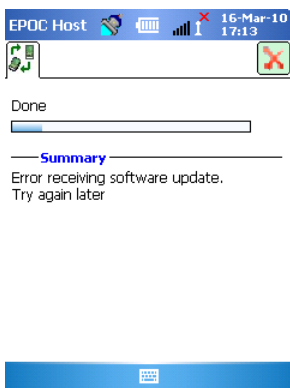 EPOC Host 16-Mar-10
17:13
Done
Summary
Error receiving software update.
Try again later